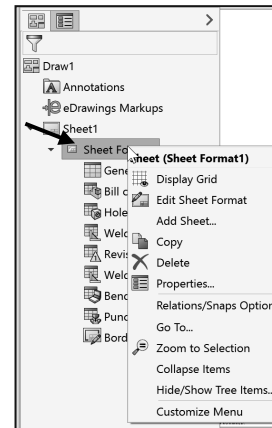 Draw1
Annotations
eDrawings Markups
Sheet1
Sheet Fo
Gene
Bill o
Hole
Weld
Revis
Weld
Bend
Punc
Bord
heet (Sheet Format1)
Display Grid
Edit Sheet Format
Add Sheet...
Copy
Delete
Properties...
Relations/Snaps Option
Go To...
Zoom to Selection
Collapse Items
Hide/Show Tree Items..
Customize Menu